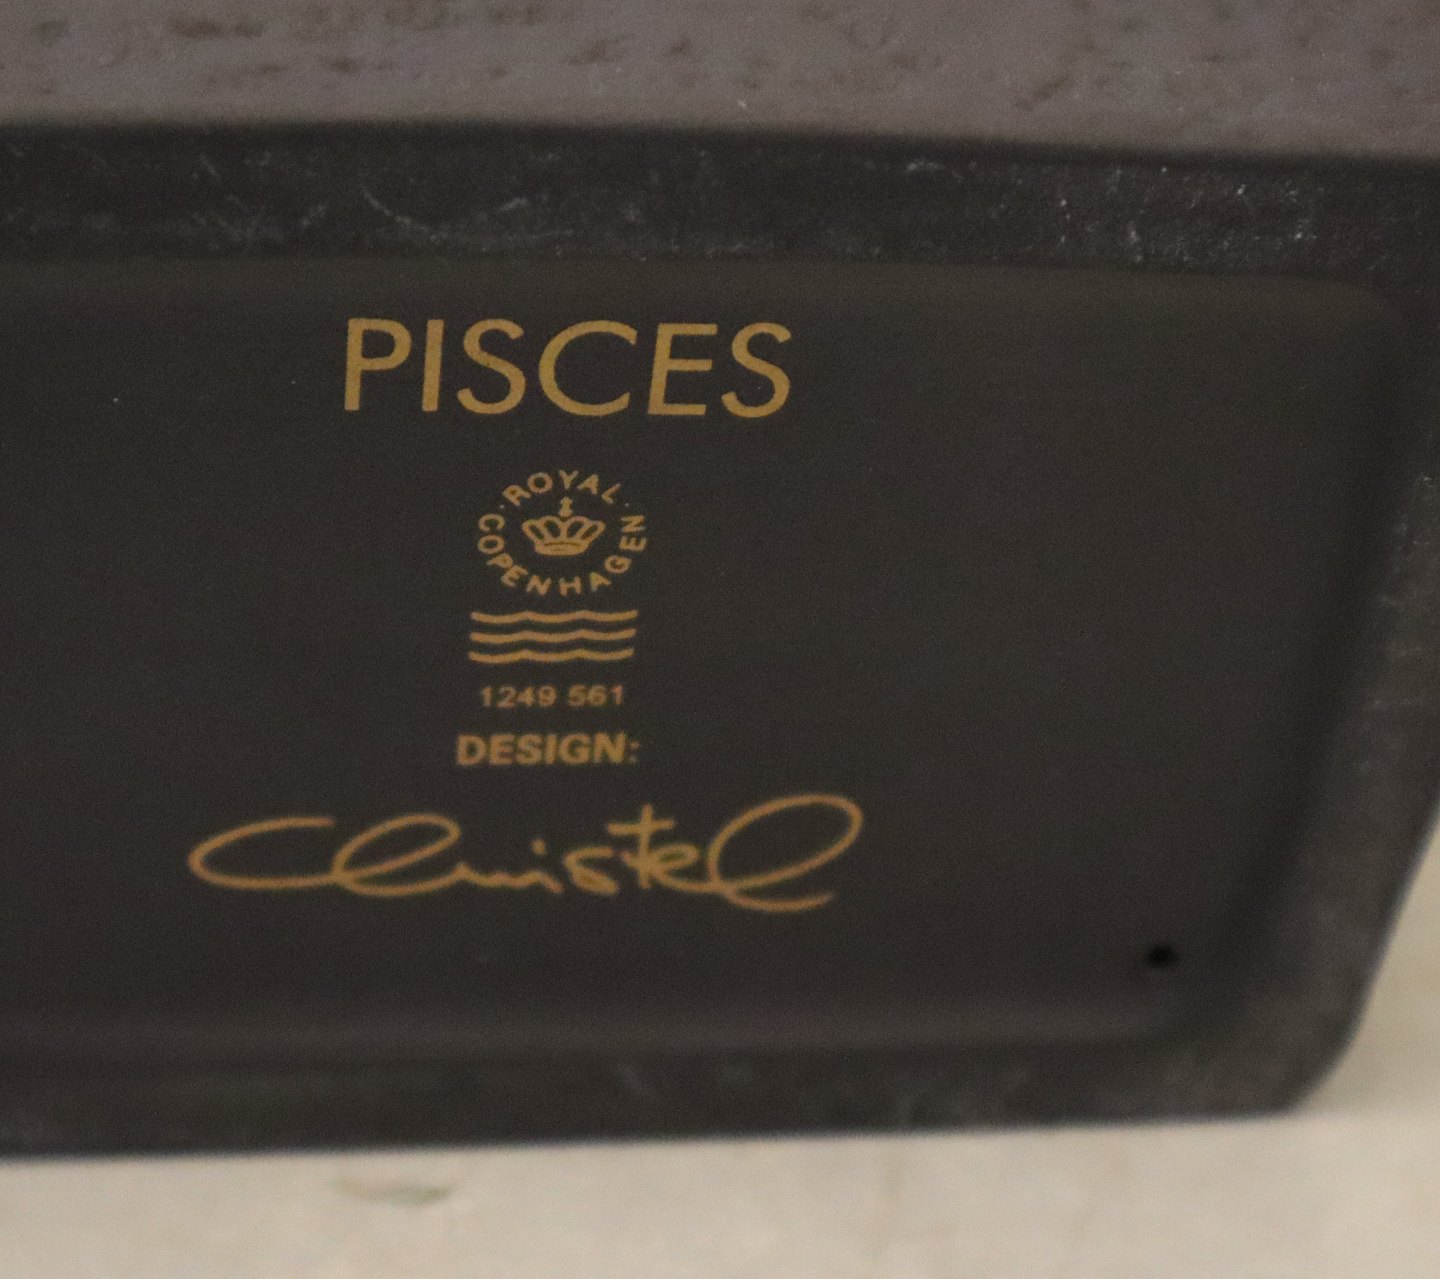 PISCES
ROYAL
COPENHAGEN
1249 561
DESIGN:
Christel